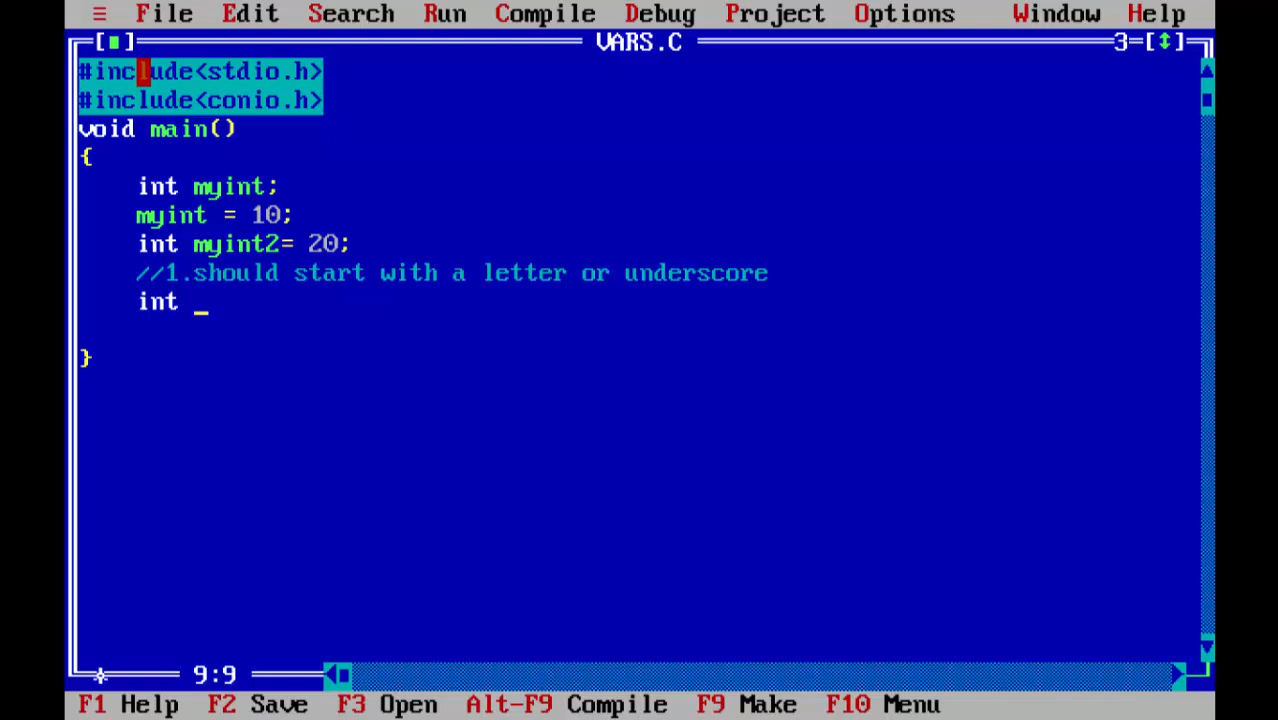 ≡ File Edit Search Run Compile Debug Project Options Window Help
[■] VARS.C 3=[↕]
#include<stdio.h>
#include<conio.h>
void main()
{
int myint;
myint = 10;
int myint2= 20;
//1.should start with a letter or underscore
int _
}
9:9
F1 Help F2 Save F3 Open Alt-F9 Compile F9 Make F10 Menu